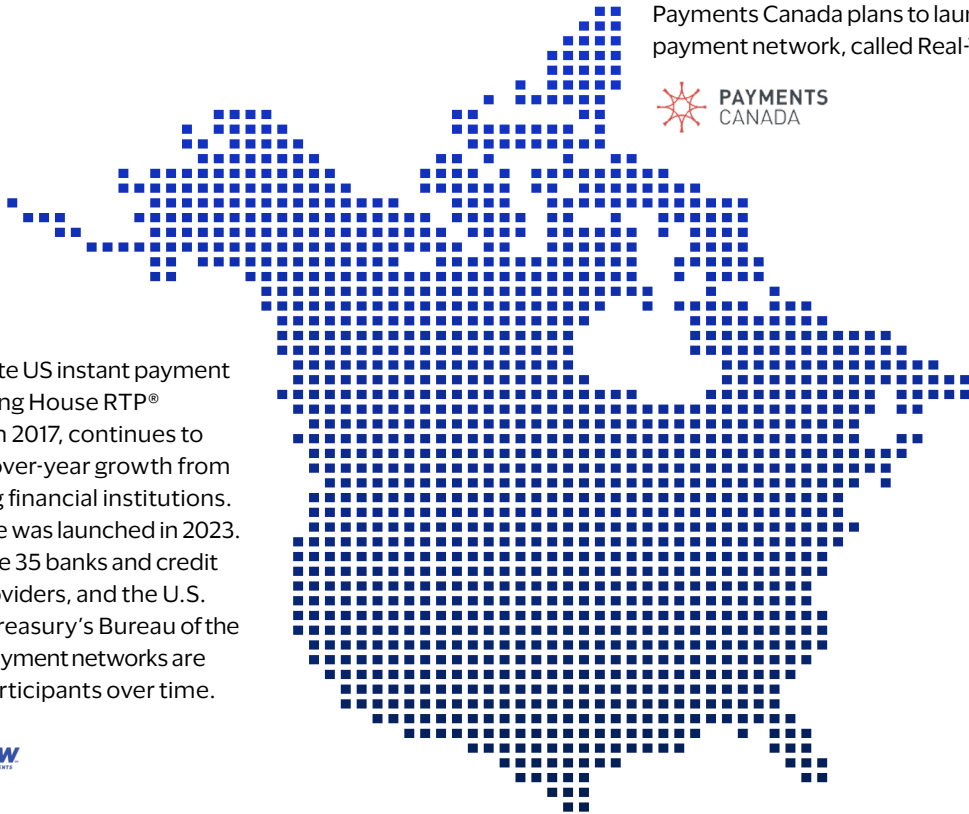 Payments Canada plans to laun
payment network, called Real-
PAYMENTS
CANADA
te US instant payment
ng House RTP®
n 2017, continues to
over-year growth from
g financial institutions.
e was launched in 2023.
e 35 banks and credit
oviders, and the U.S.
reasury's Bureau of the
yment networks are
rticipants over time.
W